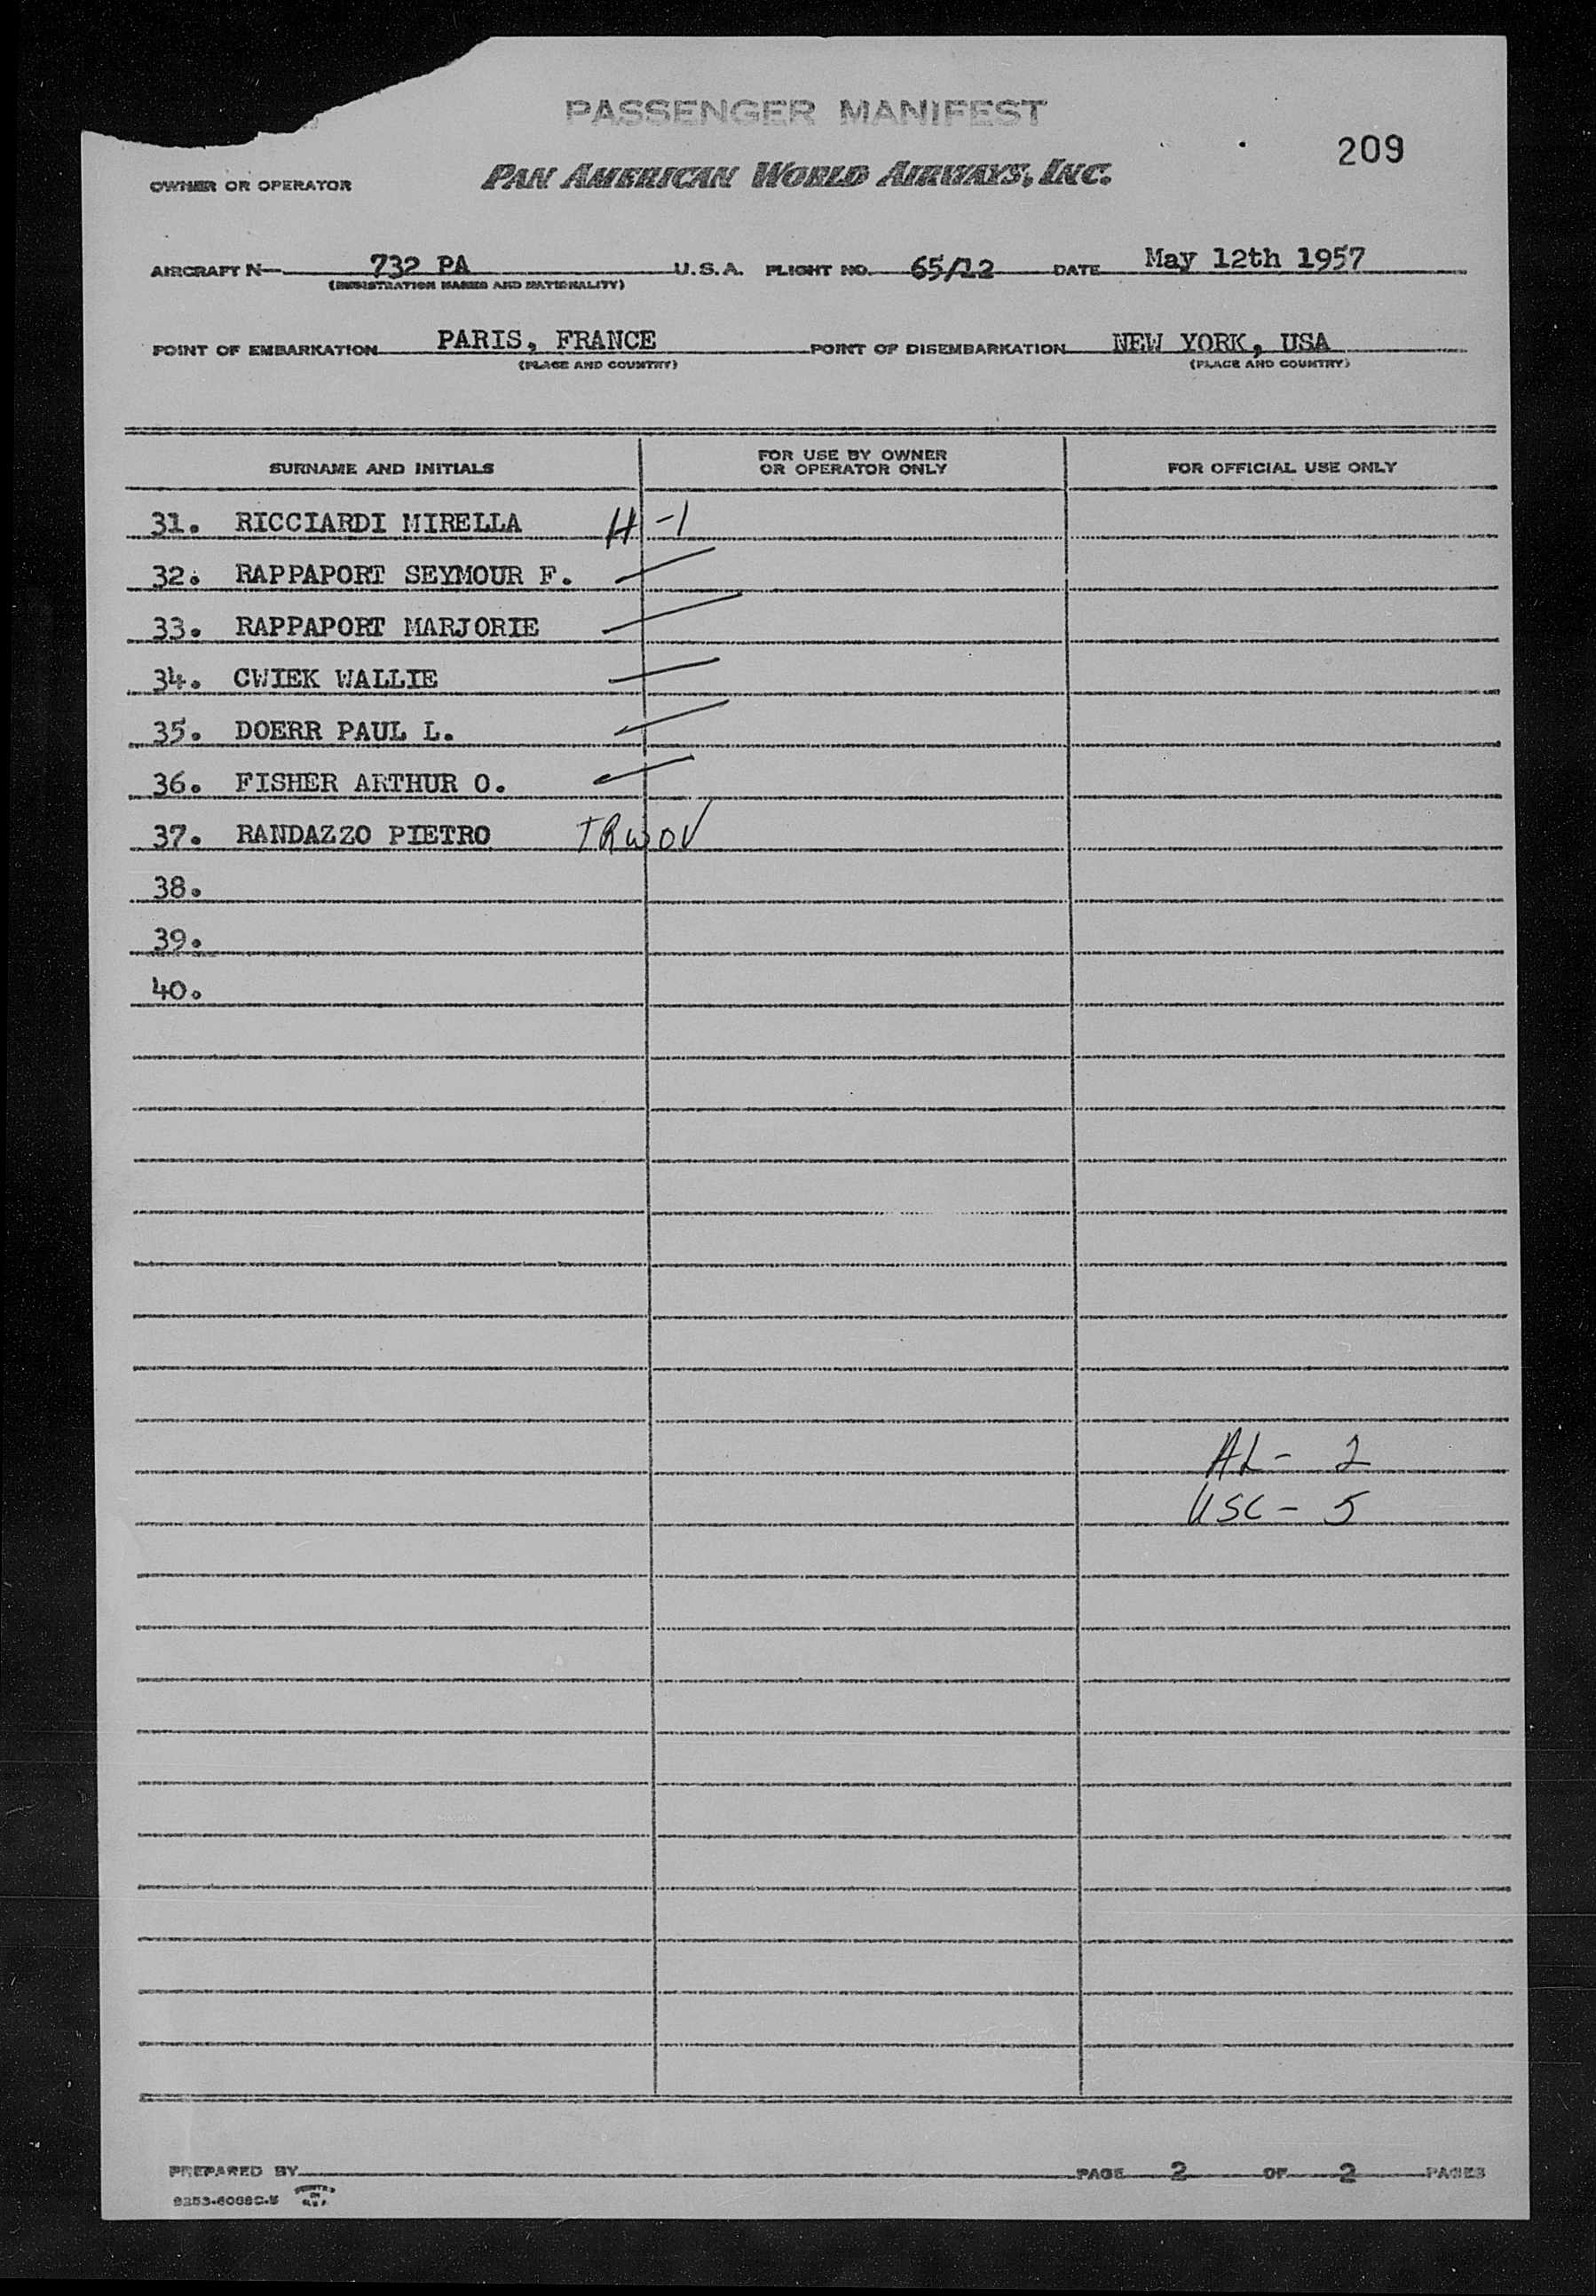 PASSENGER MANIFEST
209
OWNER OR OPERATOR PAN AMERICAN WORLD AIRWAYS, INC.
AIRCRAFT N 732 PA U.S.A. FLIGHT NO. 65/12 DATE May 12th 1957
(REGISTRATION MARKS AND NATIONALITY)
POINT OF EMBARKATION PARIS, FRANCE POINT OF DISEMBARKATION NEW YORK, USA
(PLACE AND COUNTRY) (PLACE AND COUNTRY)
SURNAME AND INITIALS FOR USE BY OWNER OR OPERATOR ONLY FOR OFFICIAL USE ONLY
31. RICCIARDI MIRELLA H-1
32. RAPPAPORT SEYMOUR F.
33. RAPPAPORT MARJORIE
34. CWIEK WALLIE
35. DOERR PAUL L.
36. FISHER ARTHUR O.
37. RANDAZZO PIETRO TRWOV
38.
39.
40.
AL - 2
USC - 5
PREPARED BY PAGE 2 OF 2 PAGES
PRINTED IN U.S.A.